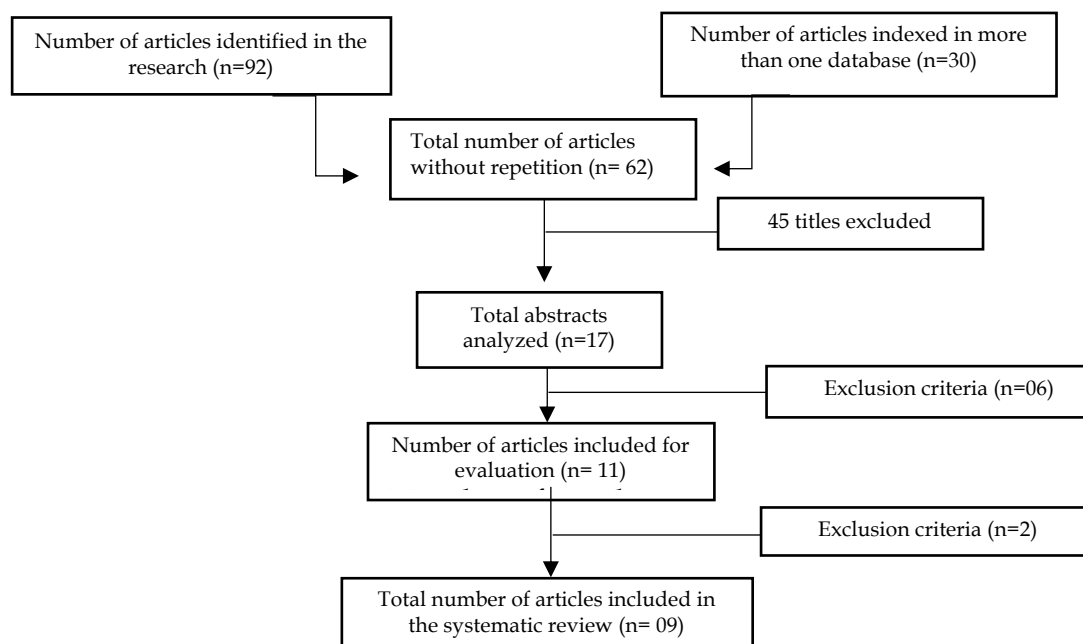 Number of articles identified in the
research (n=92)
Number of articles indexed in more
than one database (n=30)
Total number of articles
without repetition (n= 62)
45 titles excluded
Total abstracts
analyzed (n=17)
Exclusion criteria (n=06)
Number of articles included for
evaluation (n= 11)
Exclusion criteria (n=2)
Total number of articles included in
the systematic review (n= 09)